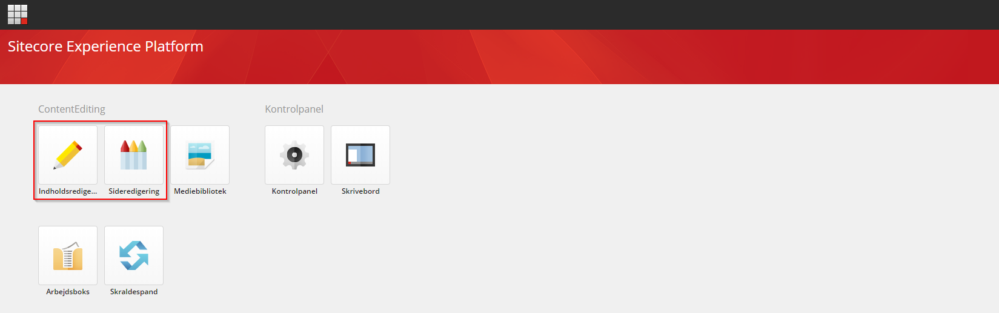 Sitecore Experience Platform
ContentEditing
Kontrolpanel
Indholdsredige...
Sideredigering
Mediebibliotek
Kontrolpanel
Skrivebord
Arbejdsboks
Skraldespand